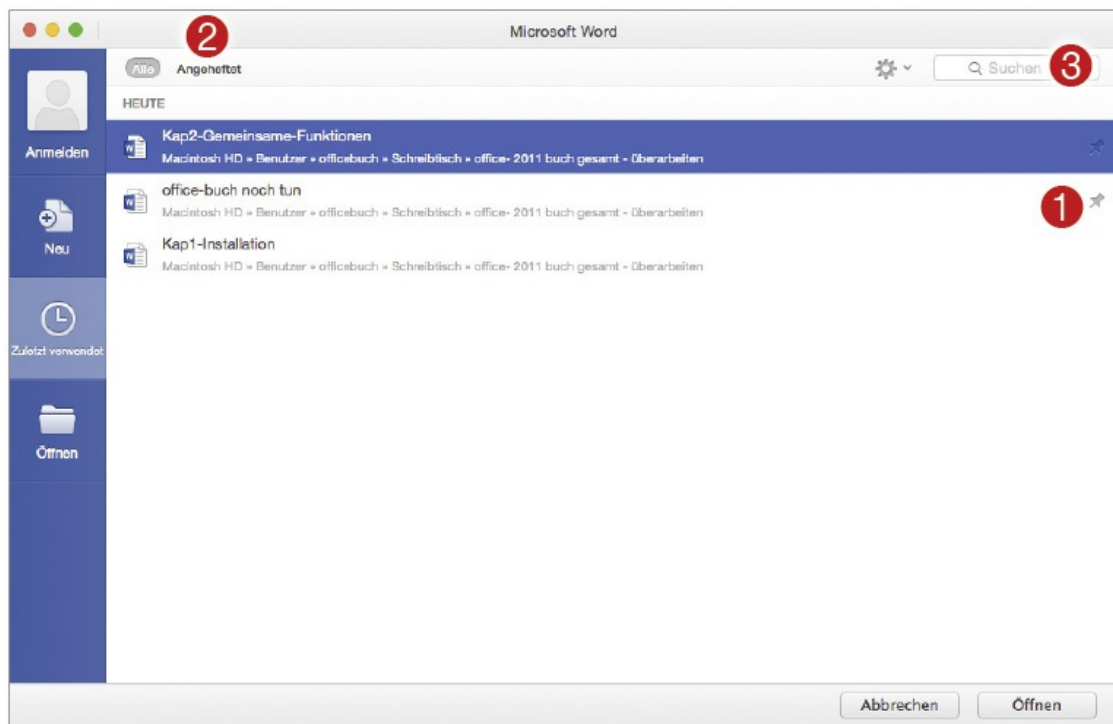 Microsoft Word
2
Alle Angeheftet
Suchen 3
HEUTE
Anmelden
Kap2-Gemeinsame-Funktionen
Macintosh HD » Benutzer » officebuch » Schreibtisch » office- 2011 buch gesamt - überarbeiten
office-buch noch tun
Macintosh HD » Benutzer » officebuch » Schreibtisch » office- 2011 buch gesamt - überarbeiten
1
Neu
Kap1-Installation
Macintosh HD » Benutzer » officebuch » Schreibtisch » office- 2011 buch gesamt - überarbeiten
Zuletzt verwendet
Öffnen
Abbrechen Öffnen